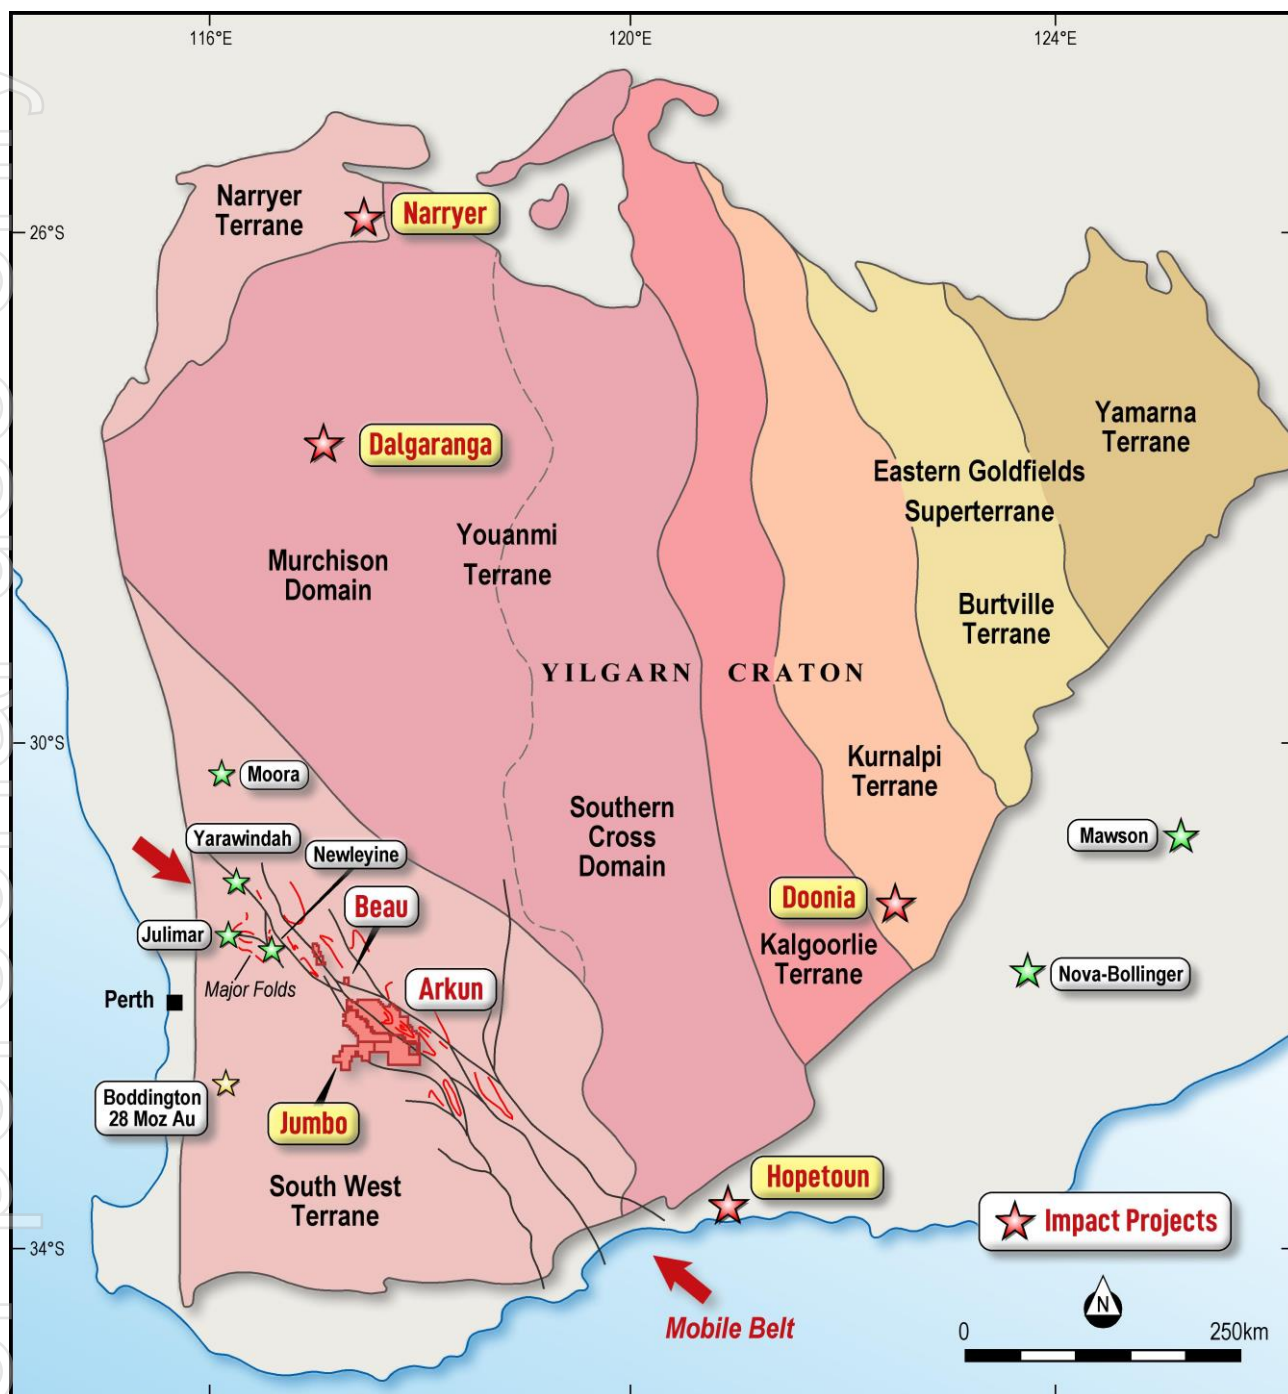 116°E
120°E
124°E
Narryer
Terrane
Narryer
26°S
Dalgaranga
Yamarna
Terrane
Eastern Goldfields
Superterrane
Youanmi
Terrane
Murchison
Domain
Burtville
Terrane
YILGARN CRATON
30°S
Kurnalpi
Terrane
Moora
Southern
Cross
Domain
Yarawindah
Newleyine
Mawson
Beau
Doonia
Julimar
Kalgoorlie
Terrane
Nova-Bollinger
Major Folds
Arkun
Perth
Boddington
28 Moz Au
Jumbo
Hopetoun
South West
Terrane
Impact Projects
34°S
N
Mobile Belt
0
250km